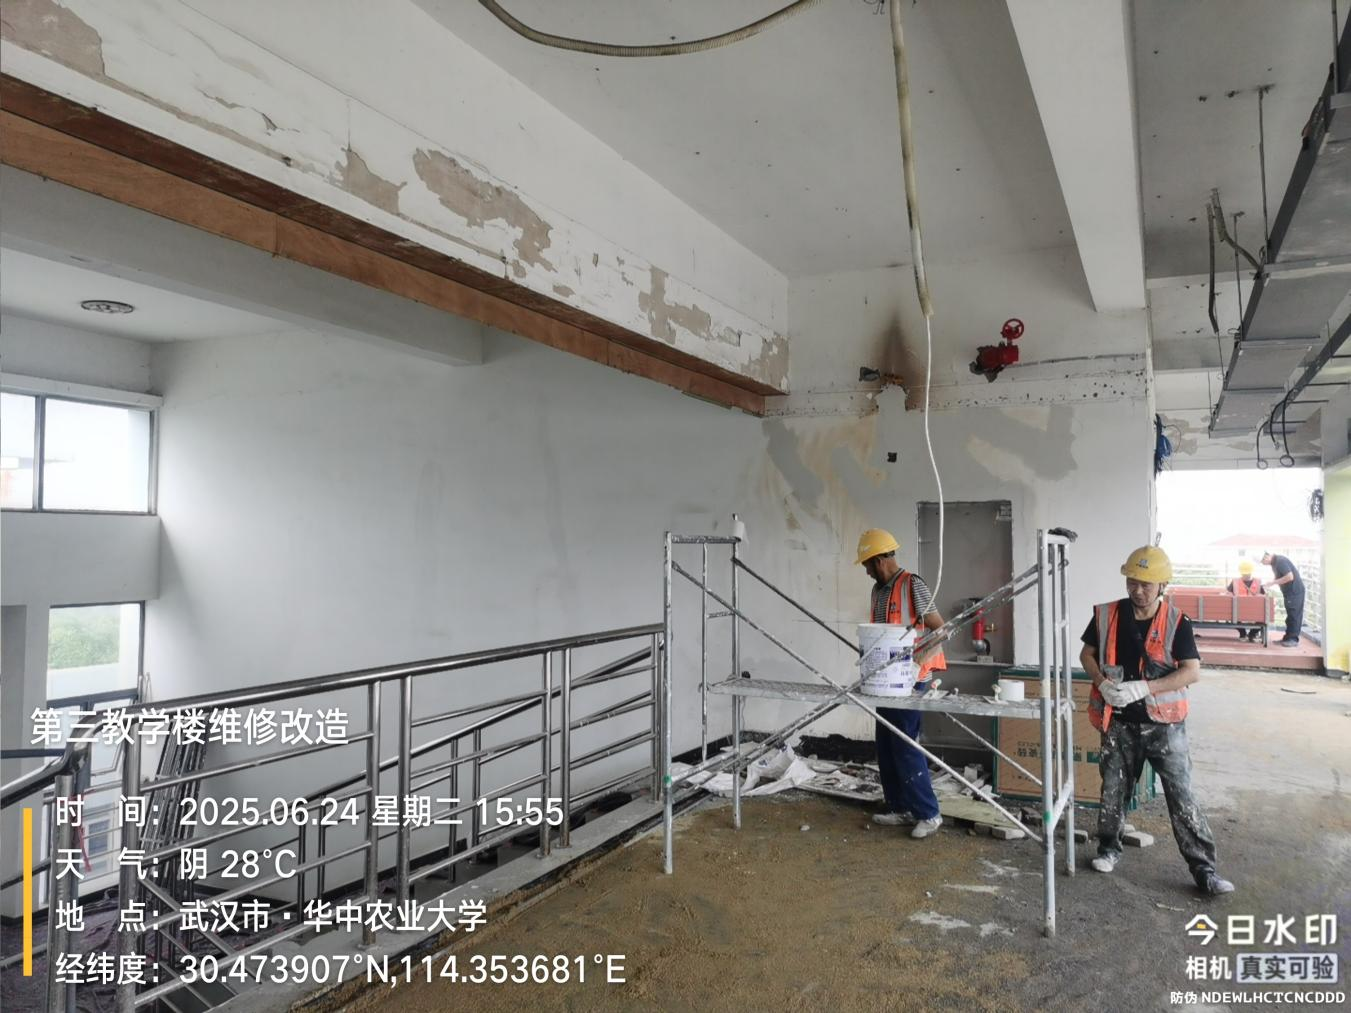 第三教学楼维修改造
时 间：2025.06.24 星期二 15:55
天 气：阴 28°C
地 点：武汉市·华中农业大学
经纬度：30.473907°N,114.353681°E
今日水印
相机 真实可验
防伪 NDEWLHCTCNCDDD